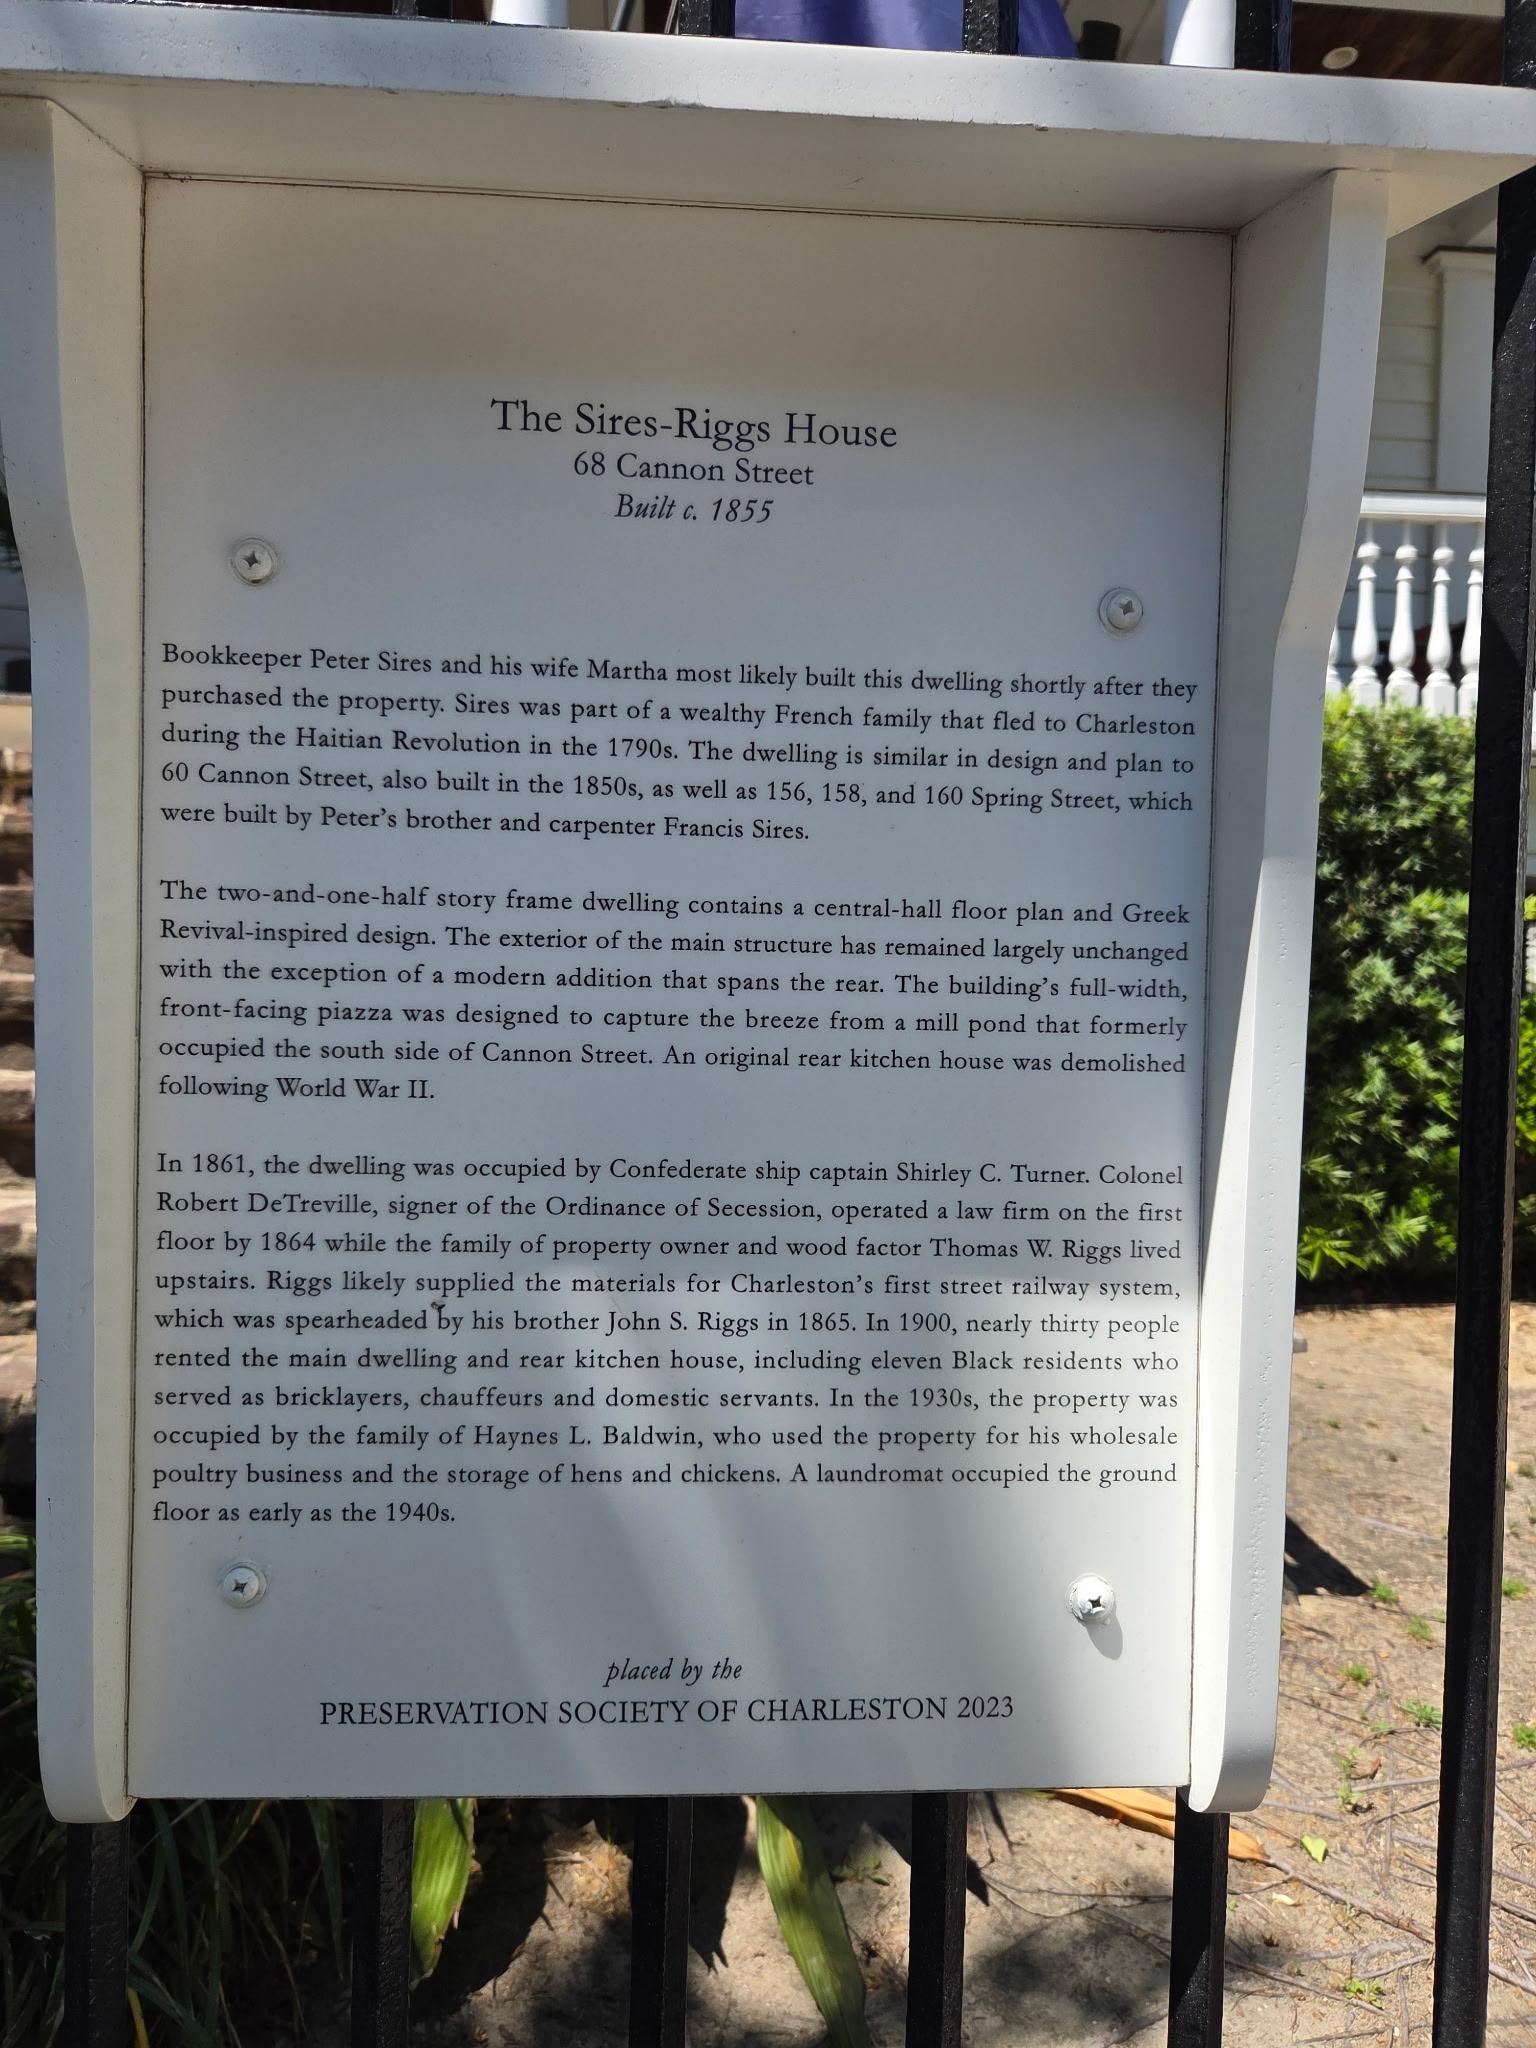 The Sires-Riggs House
68 Cannon Street
Built c. 1855
Bookkeeper Peter Sires and his wife Martha most likely built this dwelling shortly after they
purchased the property. Sires was part of a wealthy French family that fled to Charleston
during the Haitian Revolution in the 1790s. The dwelling is similar in design and plan to
60 Cannon Street, also built in the 1850s, as well as 156, 158, and 160 Spring Street, which
were built by Peter's brother and carpenter Francis Sires.
The two-and-one-half story frame dwelling contains a central-hall floor plan and Greek
Revival-inspired design. The exterior of the main structure has remained largely unchanged
with the exception of a modern addition that spans the rear. The building's full-width,
front-facing piazza was designed to capture the breeze from a mill pond that formerly
occupied the south side of Cannon Street. An original rear kitchen house was demolished
following World War II.
In 1861, the dwelling was occupied by Confederate ship captain Shirley C. Turner. Colonel
Robert DeTreville, signer of the Ordinance of Secession, operated a law firm on the first
floor by 1864 while the family of property owner and wood factor Thomas W. Riggs lived
upstairs. Riggs likely supplied the materials for Charleston's first street railway system,
which was spearheaded by his brother John S. Riggs in 1865. In 1900, nearly thirty people
rented the main dwelling and rear kitchen house, including eleven Black residents who
served as bricklayers, chauffeurs and domestic servants. In the 1930s, the property was
occupied by the family of Haynes L. Baldwin, who used the property for his wholesale
poultry business and the storage of hens and chickens. A laundromat occupied the ground
floor as early as the 1940s.
placed by the
PRESERVATION SOCIETY OF CHARLESTON 2023